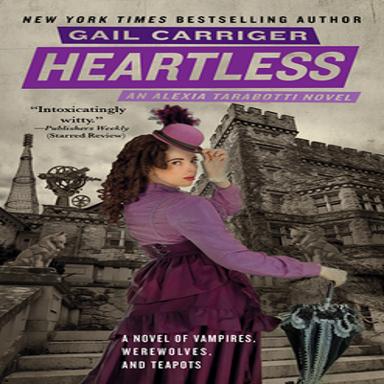 NEW YORK TIMES BESTSELLING AUTHOR
GAIL CARRIGER
HEARTLESS
AN ALEXIA TARABOTTI NOVEL
“Intoxicatingly
witty.”
—Publishers Weekly
(Starred Review)
A NOVEL OF VAMPIRES,
WEREWOLVES,
AND TEAPOTS